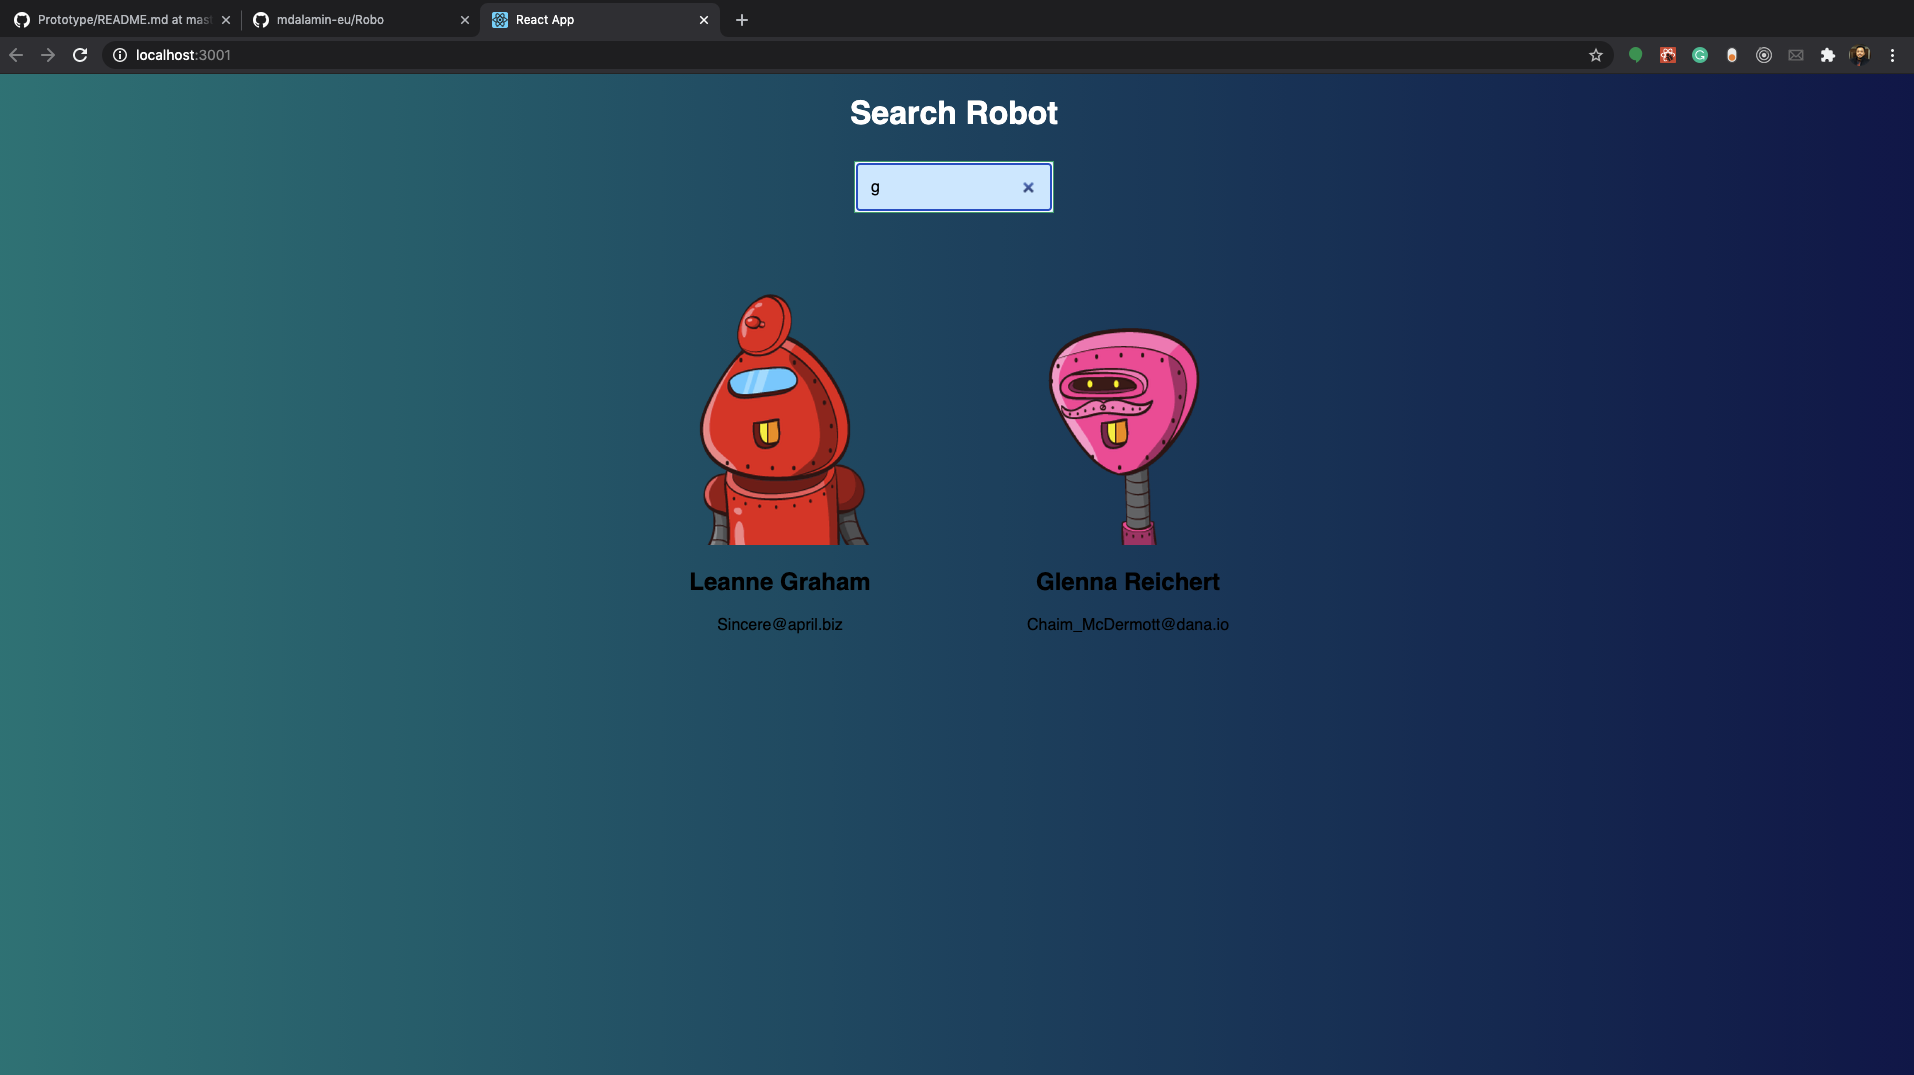 Prototype/README.md at mast
mdalamin-eu/Robo
React App
localhost:3001
Search Robot
g
Leanne Graham
Glenna Reichert
Sincere@april.biz
Chaim_McDermott@dana.io